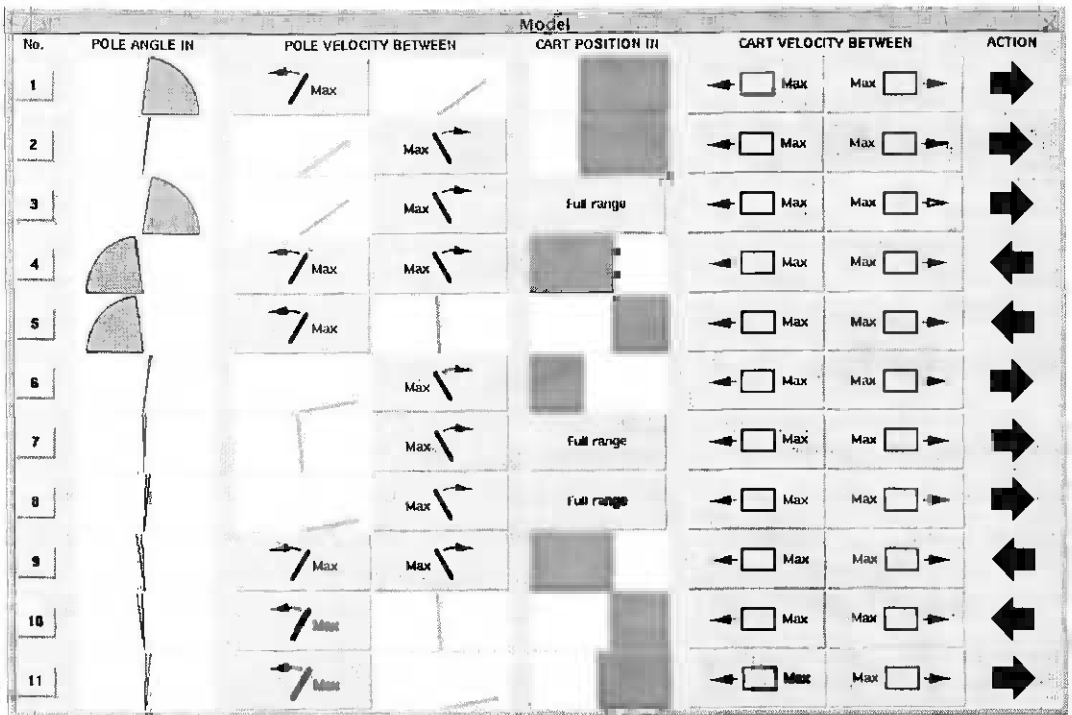 Model
No. POLE ANGLE IN POLE VELOCITY BETWEEN CART POSITION IN CART VELOCITY BETWEEN ACTION
1 Max Max Max
2 Max Max Max
3 Max Full range Max Max
4 Max Max Max Max
5 Max Max Max
6 Max Max Max
7 Max Full range Max Max
8 Max Full range Max Max
9 Max Max Max Max
10 Max Max Max
11 Max Max Max